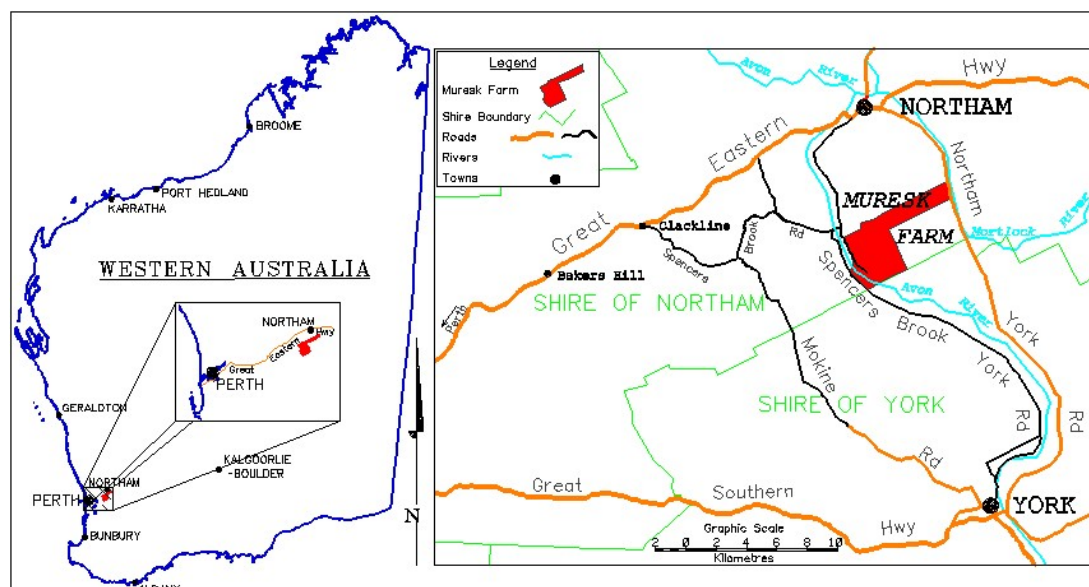 BROOME
PORT HEDLAND
KARRATHA
WESTERN AUSTRALIA
NORTHAM
Great Eastern Hwy
PERTH
GERALDTON
KALGOORLIE
-BOULDER
NORTHAM
PERTH
BUNBURY
N
Legend
Muresk Farm
Shire Boundary
Roads
Rivers
Towns
Avon River
Hwy
NORTHAM
Eastern
Northam
MURESK
FARM
Mortlock River
Great
Clackline
Brook
Rd
Spencers
Bakers Hill
Perth
SHIRE OF NORTHAM
Spencers Brook York Rd
Avon River
York
Rd
Mokine
SHIRE OF YORK
Rd
Great Southern Hwy
YORK
Graphic Scale
2 0 2 4 6 8 10
Kilometres